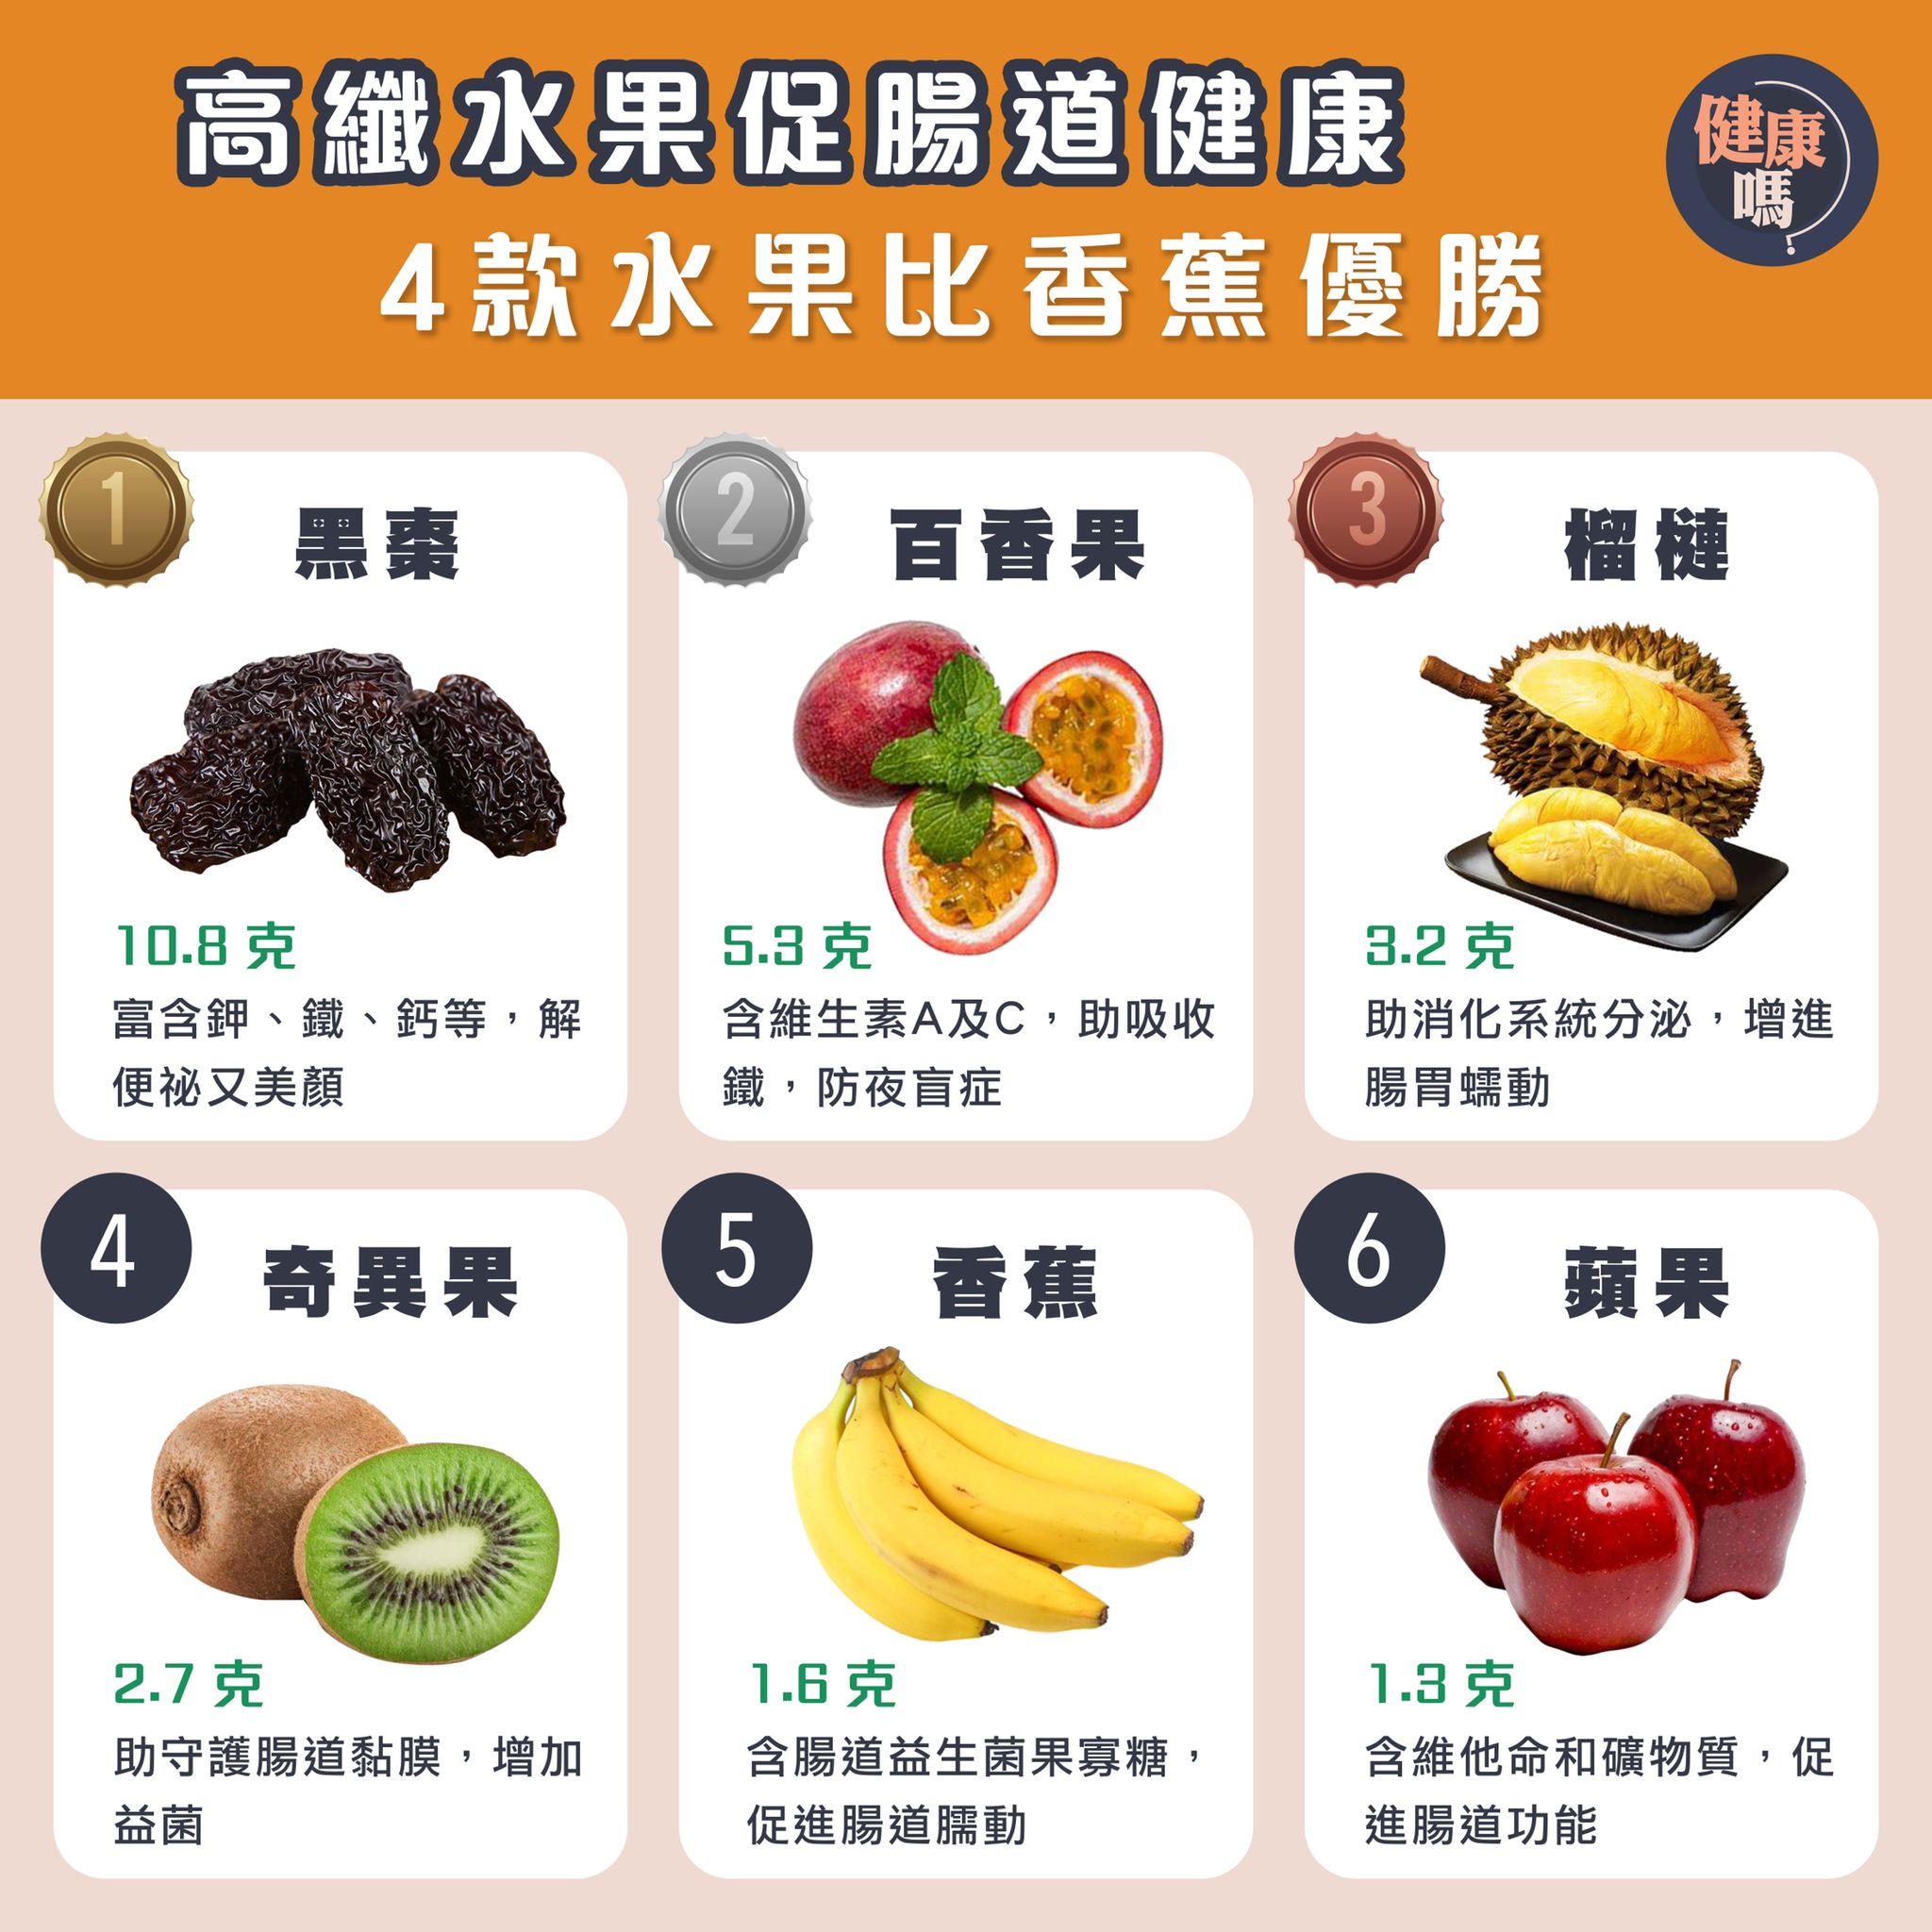 高纖水果促腸道健康
4款水果比香蕉優勝
健康
嗎?
1
黑棗
10.8 克
富含鉀、鐵、鈣等，解
便祕又美顏
2
百香果
5.3 克
含維生素A及C，助吸收
鐵，防夜盲症
3
榴槤
3.2 克
助消化系統分泌，增進
腸胃蠕動
4
奇異果
2.7 克
助守護腸道黏膜，增加
益菌
5
香蕉
1.6 克
含腸道益生菌果寡糖，
促進腸道臑動
6
蘋果
1.3 克
含維他命和礦物質，促
進腸道功能